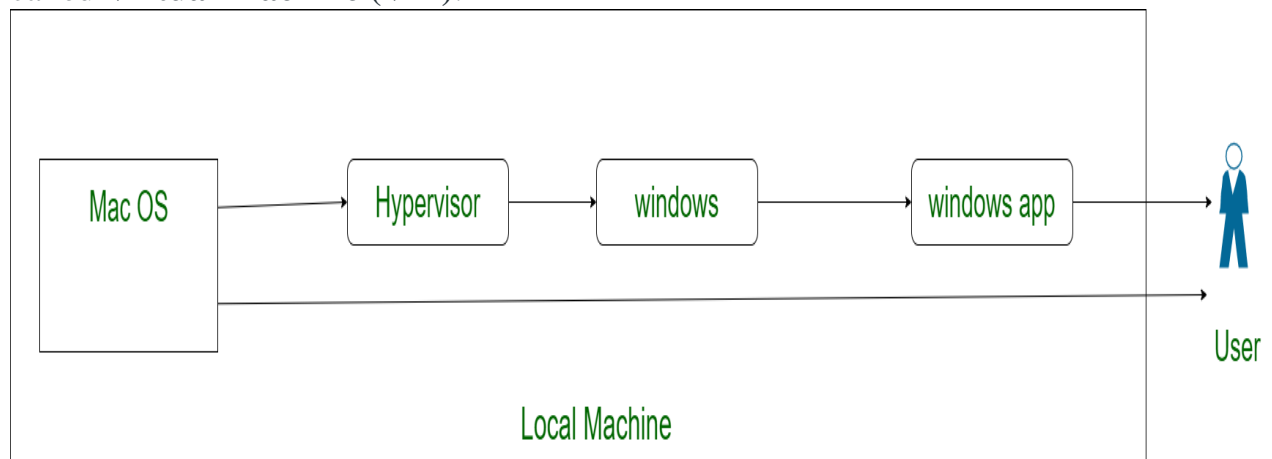 Mac OS
Hypervisor
windows
windows app
User
Local Machine